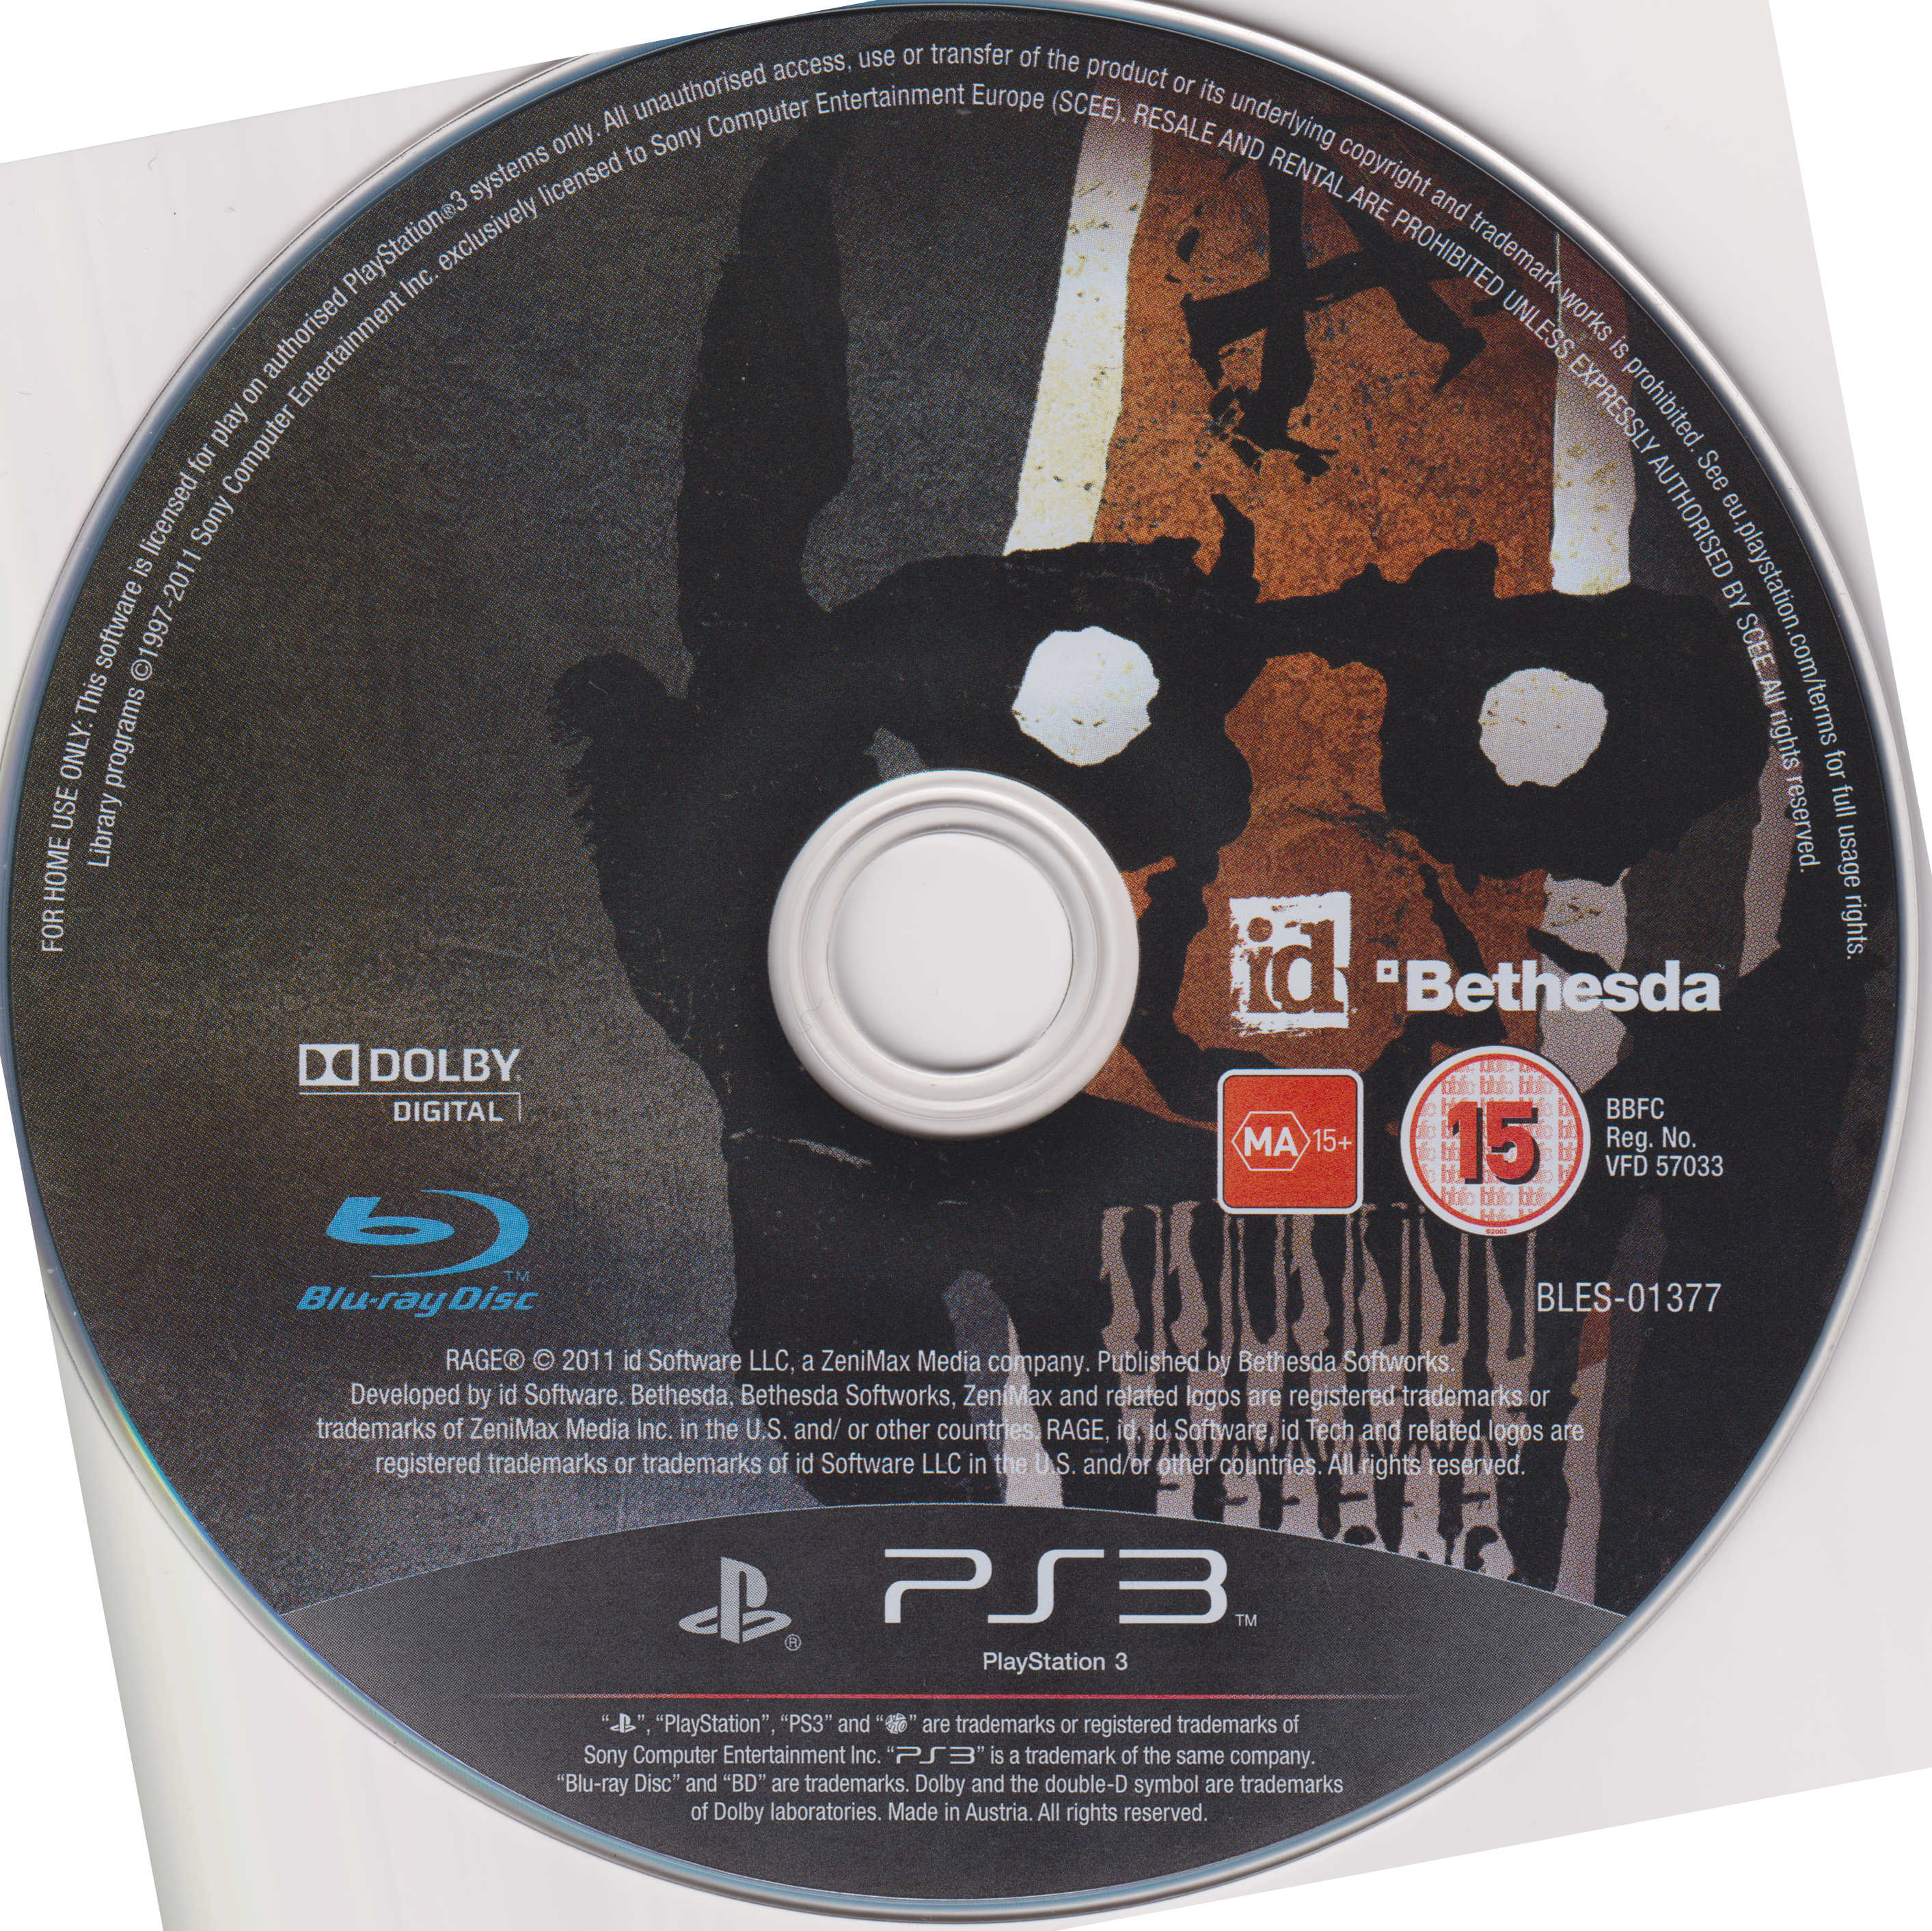 FOR HOME USE ONLY: This software is licensed for play on authorised PlayStation®3 systems only. All unauthorised access, use or transfer of the product or its underlying copyright and trademark works is prohibited. See eu.playstation.com/terms for full usage rights.
Library programs ©1997-2011 Sony Computer Entertainment Inc. exclusively licensed to Sony Computer Entertainment Europe (SCEE). RESALE AND RENTAL ARE PROHIBITED UNLESS EXPRESSLY AUTHORISED BY SCEE. All rights reserved.
id Bethesda
DOLBY
DIGITAL
MA 15+
15
©2002
BBFC
Reg. No.
VFD 57033
Blu-ray Disc™
BLES-01377
RAGE® © 2011 id Software LLC, a ZeniMax Media company. Published by Bethesda Softworks.
Developed by id Software. Bethesda, Bethesda Softworks, ZeniMax and related logos are registered trademarks or
trademarks of ZeniMax Media Inc. in the U.S. and/ or other countries. RAGE, id, id Software, id Tech and related logos are
registered trademarks or trademarks of id Software LLC in the U.S. and/or other countries. All rights reserved.
® PS3™
PlayStation 3
“ ”, “PlayStation”, “PS3” and “ ” are trademarks or registered trademarks of
Sony Computer Entertainment Inc. “PS3” is a trademark of the same company.
“Blu-ray Disc” and “BD” are trademarks. Dolby and the double-D symbol are trademarks
of Dolby laboratories. Made in Austria. All rights reserved.